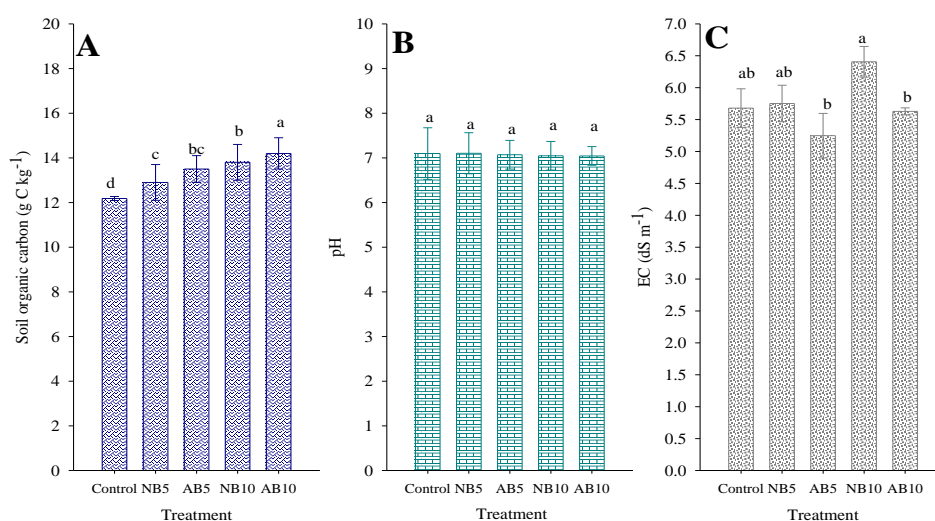 A
Soil organic carbon (g C kg-1)
20
18
16
14
12
10
8
6
4
2
0
d
c
bc
b
a
Control NB5 AB5 NB10 AB10
Treatment
B
pH
10
9
8
7
6
5
4
3
2
1
0
a
a
a
a
a
Control NB5 AB5 NB10 AB10
Treatment
C
EC (dS m-1)
7.0
6.5
6.0
5.5
5.0
4.5
4.0
3.5
3.0
2.5
2.0
1.5
1.0
0.5
0.0
ab
ab
b
a
b
Control NB5 AB5 NB10 AB10
Treatment